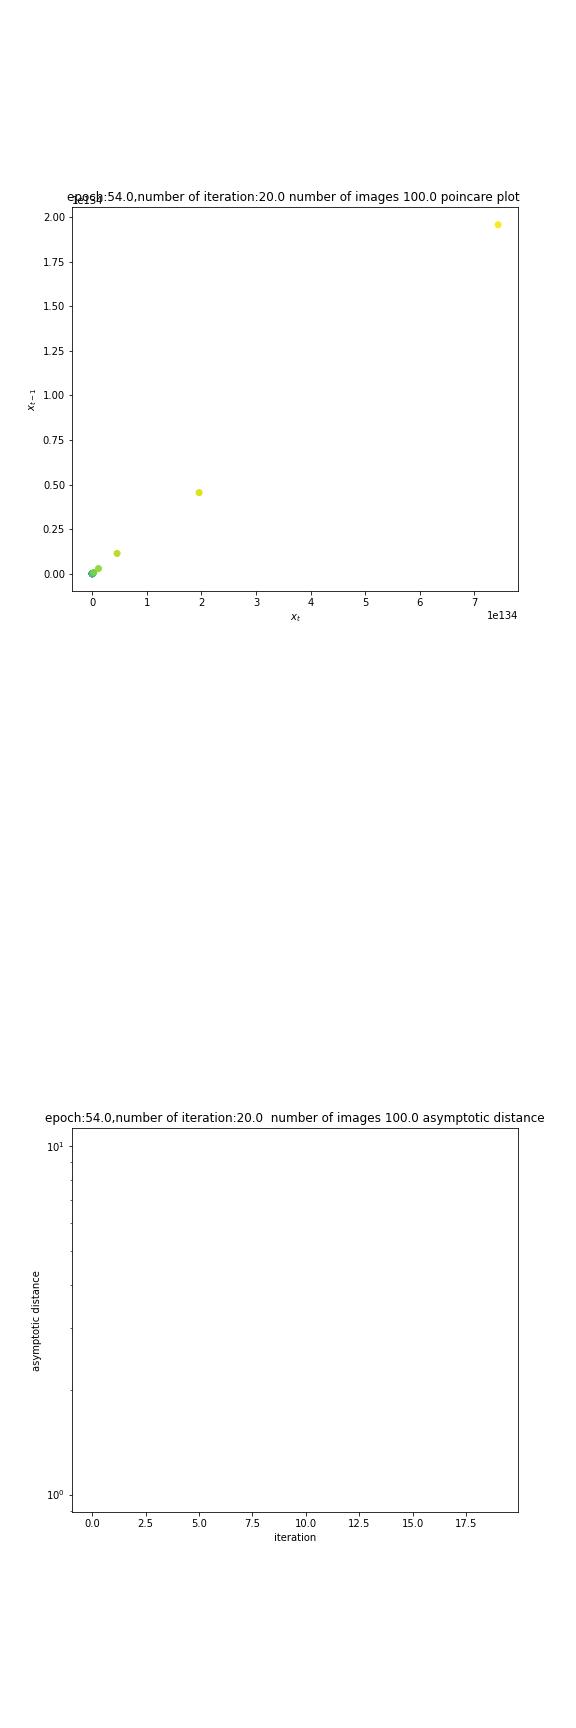 epoch:54.0,number of iteration:20.0 number of images 100.0 poincare plot
1e134
2.00
1.75
1.50
1.25
1.00
0.75
0.50
0.25
0.00
x_{t-1}
0 1 2 3 4 5 6 7
1e134
x_t
epoch:54.0,number of iteration:20.0  number of images 100.0 asymptotic distance
10^1
10^0
asymptotic distance
0.0 2.5 5.0 7.5 10.0 12.5 15.0 17.5
iteration